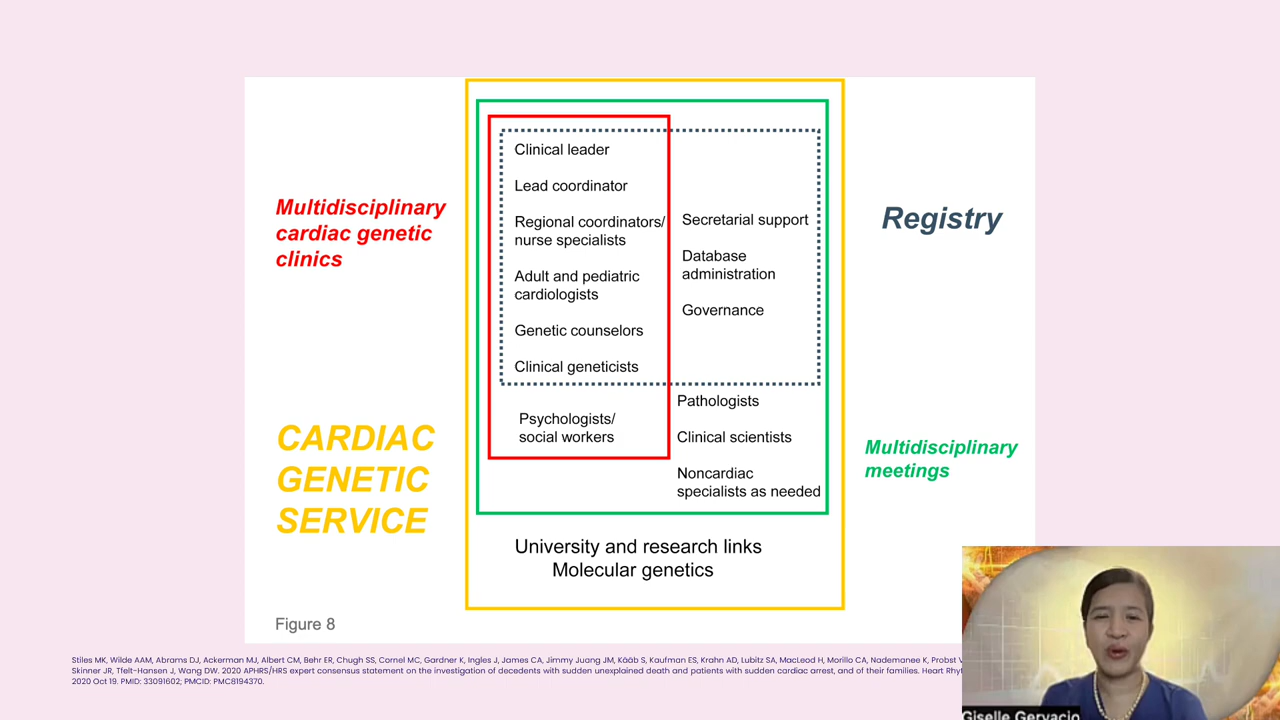 Multidisciplinary
cardiac genetic
clinics
CARDIAC
GENETIC
SERVICE
Clinical leader
Lead coordinator
Regional coordinators/
nurse specialists
Adult and pediatric
cardiologists
Genetic counselors
Clinical geneticists
Psychologists/
social workers
Secretarial support
Database
administration
Governance
Pathologists
Clinical scientists
Noncardiac
specialists as needed
University and research links
Molecular genetics
Registry
Multidisciplinary
meetings
Figure 8
Stiles MK, Wilde AAM, Abrams DJ, Ackerman MJ, Albert CM, Behr ER, Chugh SS, Cornel MC, Gardner K, Ingles J, James CA, Jimmy Juang JM, Kääb S, Kaufman ES, Krahn AD, Lubitz SA, MacLeod H, Morillo CA, Nademanee K, Probst V
Skinner JR, Tfelt-Hansen J, Wang DW. 2020 APHRS/HRS expert consensus statement on the investigation of decedents with sudden unexplained death and patients with sudden cardiac arrest, and of their families. Heart
2020 Oct 19. PMID: 33091602; PMCID: PMC8194370.
Giselle Gervacio